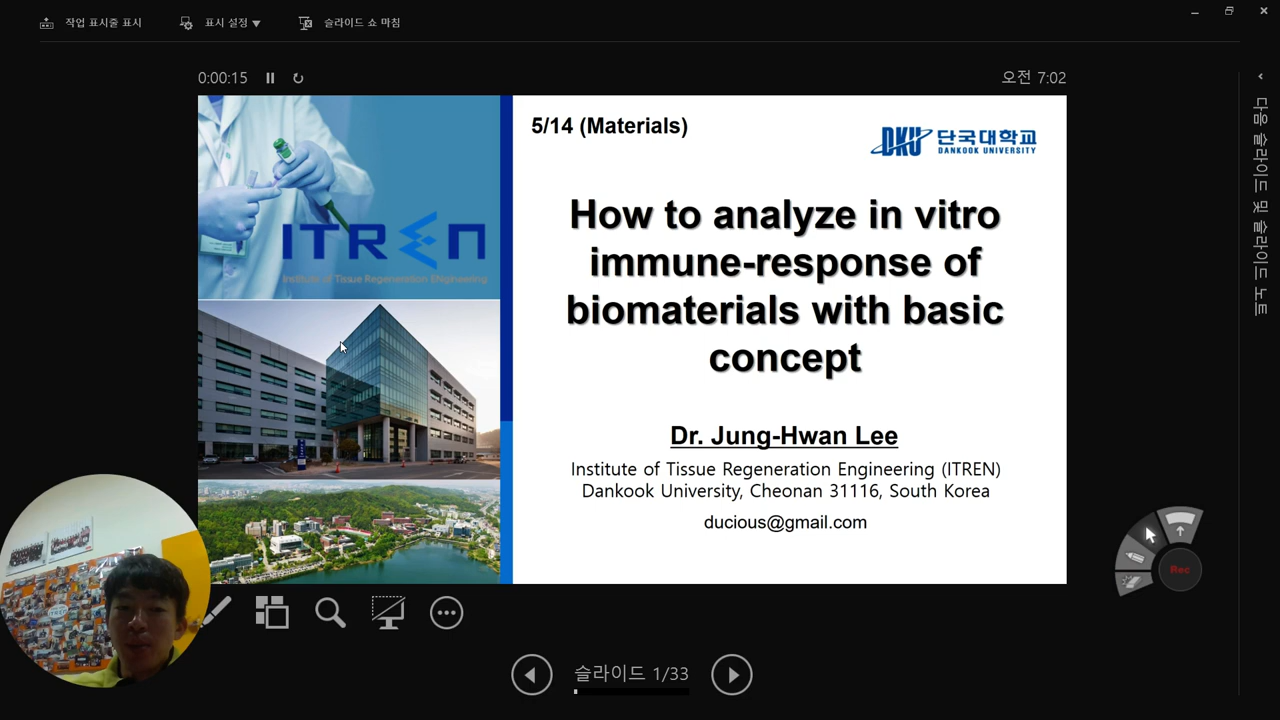 작업 표시줄 표시
표시 설정 ▼
슬라이드 쇼 마침
0:00:15
오전 7:02
다음 슬라이드 및 슬라이드 노트
5/14 (Materials)
DKU 단국대학교
DANKOOK UNIVERSITY
ITREN
Institute of Tissue Regeneration ENgineering
How to analyze in vitro
immune-response of
biomaterials with basic
concept
Dr. Jung-Hwan Lee
Institute of Tissue Regeneration Engineering (ITREN)
Dankook University, Cheonan 31116, South Korea
ducious@gmail.com
Rec
슬라이드 1/33